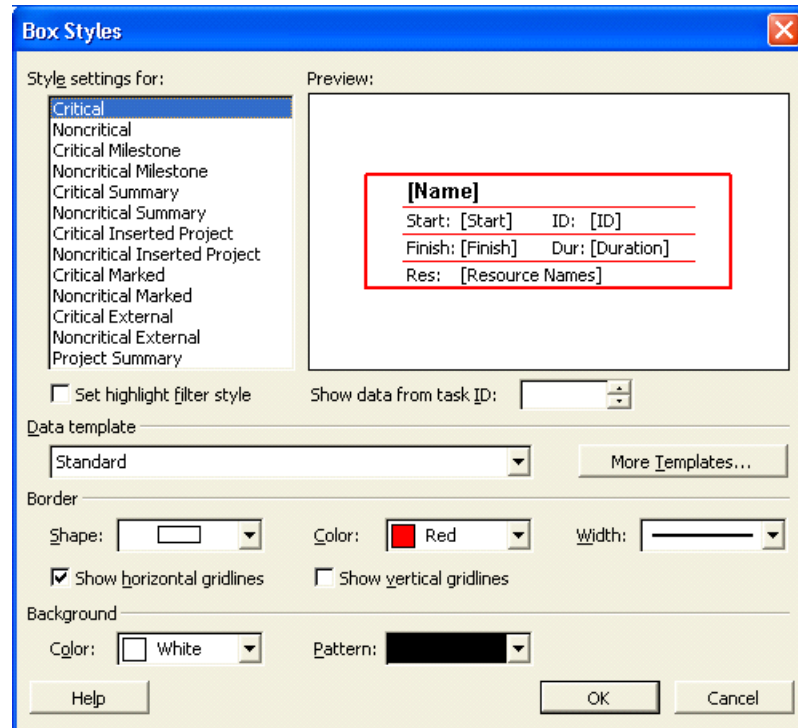 Box Styles
Style settings for:
Preview:
Critical
Noncritical
Critical Milestone
Noncritical Milestone
Critical Summary
Noncritical Summary
Critical Inserted Project
Noncritical Inserted Project
Critical Marked
Noncritical Marked
Critical External
Noncritical External
Project Summary
[Name]
Start: [Start] ID: [ID]
Finish: [Finish] Dur: [Duration]
Res: [Resource Names]
Set highlight filter style
Show data from task ID:
Data template
Standard
More Templates...
Border
Shape:
Color: Red
Width:
Show horizontal gridlines
Show vertical gridlines
Background
Color: White
Pattern:
Help
OK
Cancel